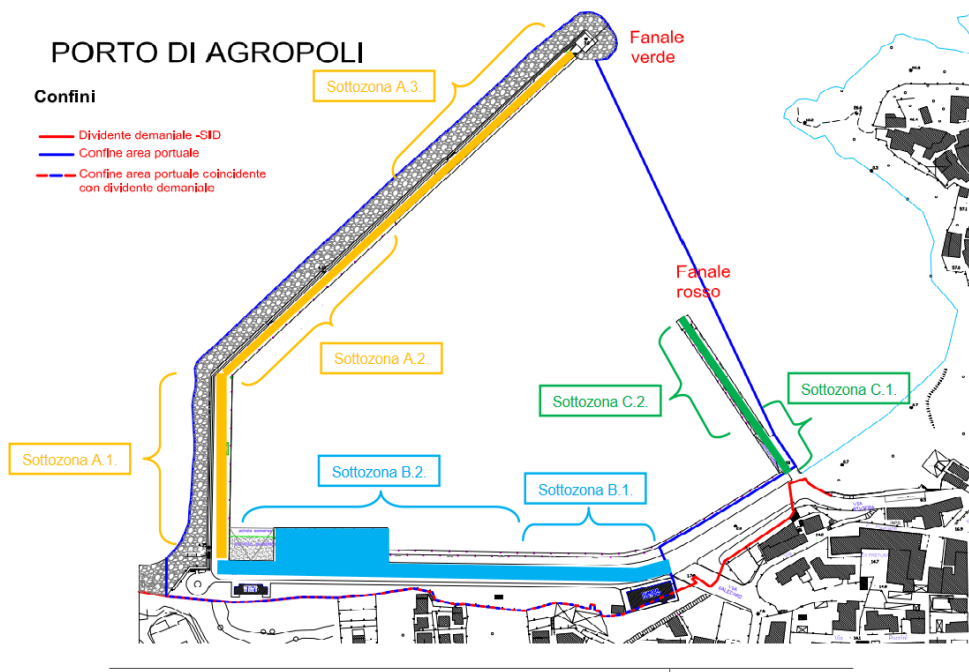 PORTO DI AGROPOLI
Confini
Dividente demaniale -SID
Confine area portuale
Confine area portuale coincidente
con dividente demaniale
Fanale
verde
Sottozona A.3.
Fanale
rosso
Sottozona A.2.
Sottozona C.1.
Sottozona C.2.
Sottozona A.1.
Sottozona B.2.
Sottozona B.1.